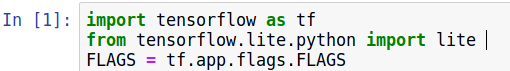 In [1]: import tensorflow as tf
from tensorflow.lite.python import lite
FLAGS = tf.app.flags.FLAGS